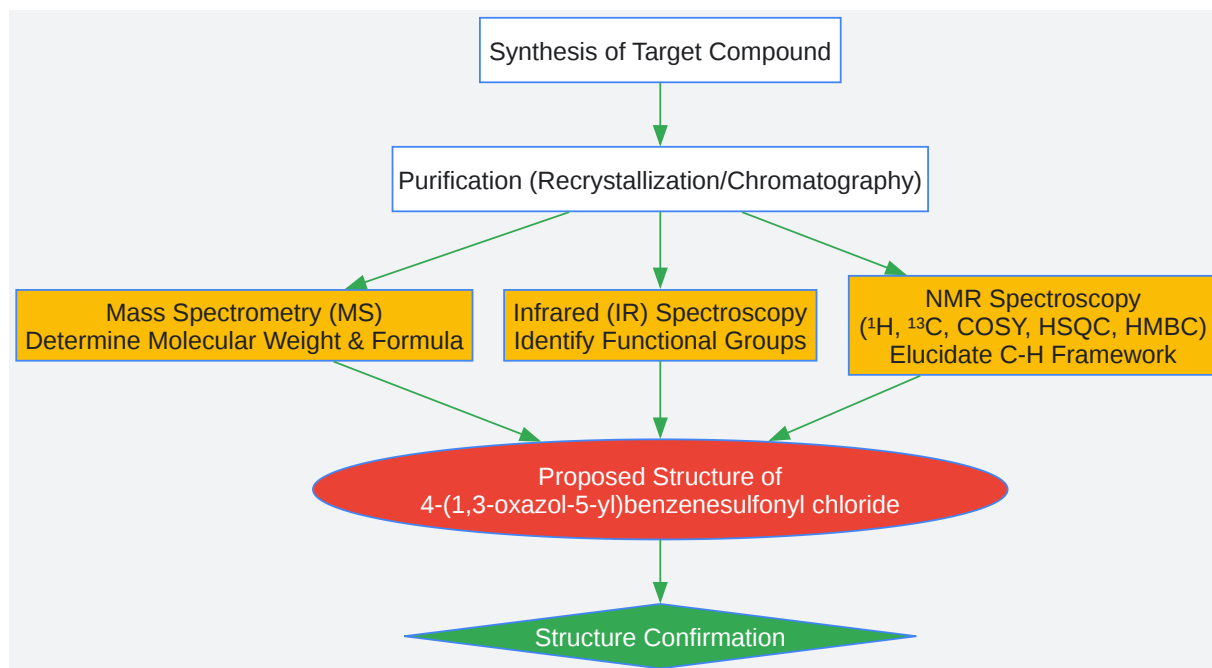 Synthesis of Target Compound
Purification (Recrystallization/Chromatography)
Mass Spectrometry (MS)
Determine Molecular Weight & Formula
Infrared (IR) Spectroscopy
Identify Functional Groups
NMR Spectroscopy
(¹H, ¹³C, COSY, HSQC, HMBC)
Elucidate C-H Framework
Proposed Structure of
4-(1,3-oxazol-5-yl)benzenesulfonyl chloride
Structure Confirmation